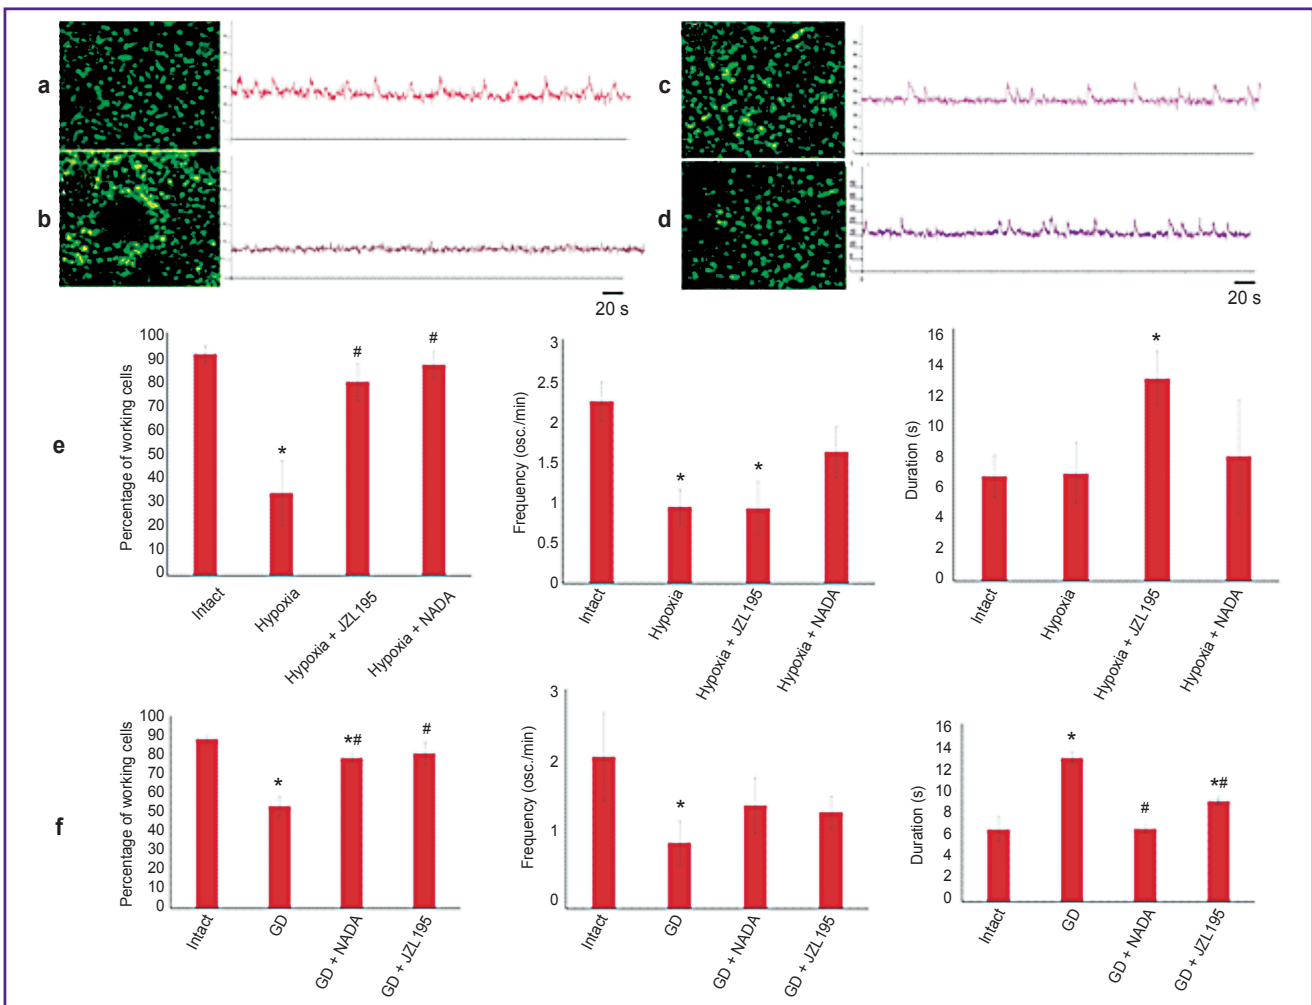 a
b
c
d
20 s
20 s
e
Percentage of working cells
100
90
80
70
60
50
40
30
20
10
0
*
#
#
Intact
Hypoxia
Hypoxia + JZL195
Hypoxia + NADA
Frequency (osc./min)
3
2.5
2
1.5
1
0.5
0
*
*
Intact
Hypoxia
Hypoxia + JZL195
Hypoxia + NADA
Duration (s)
16
14
12
10
8
6
4
2
0
*
Intact
Hypoxia
Hypoxia + JZL195
Hypoxia + NADA
f
Percentage of working cells
100
90
80
70
60
50
40
30
20
10
0
*
*#
#
Intact
GD
GD + NADA
GD + JZL195
Frequency (osc./min)
3
2
1
0
*
Intact
GD
GD + NADA
GD + JZL195
Duration (s)
16
14
12
10
8
6
4
2
0
*
#
*#
Intact
GD
GD + NADA
GD + JZL195